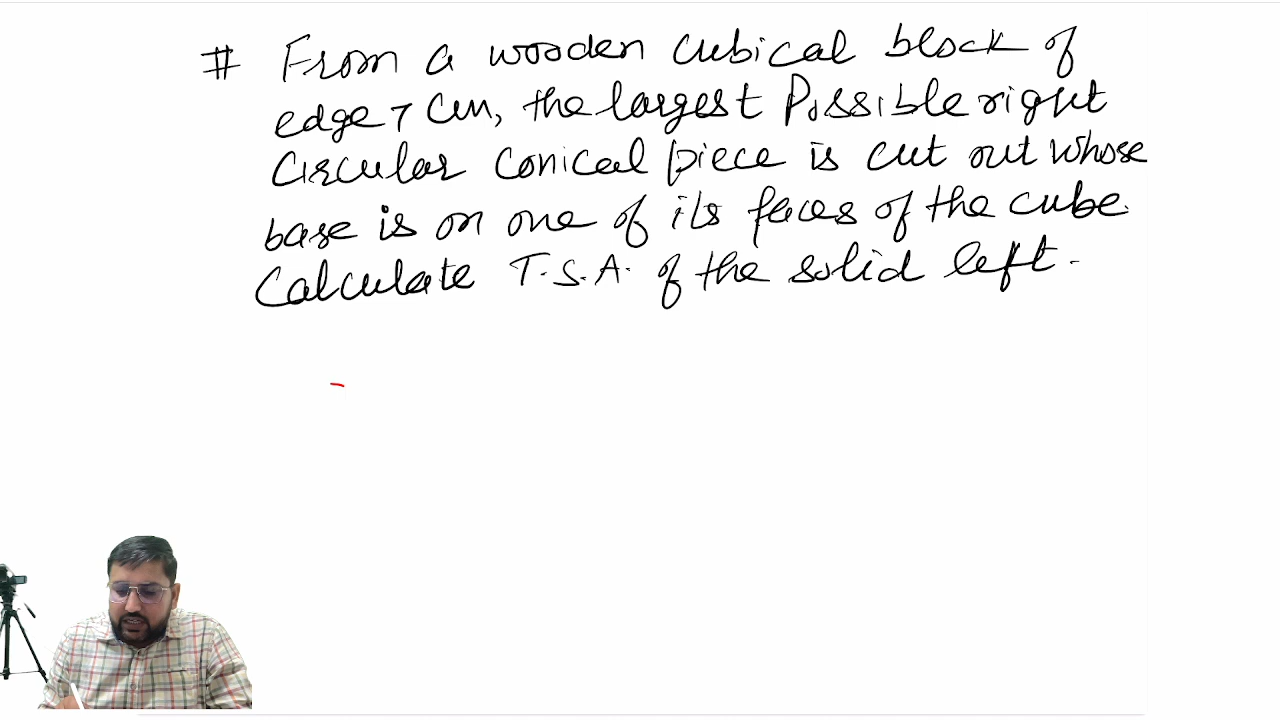 # From a wooden cubical block of
edge 7 cm, the largest Possible right
Circular Conical piece is cut out whose
base is on one of its faces of the cube.
Calculate T.S.A. of the solid left.